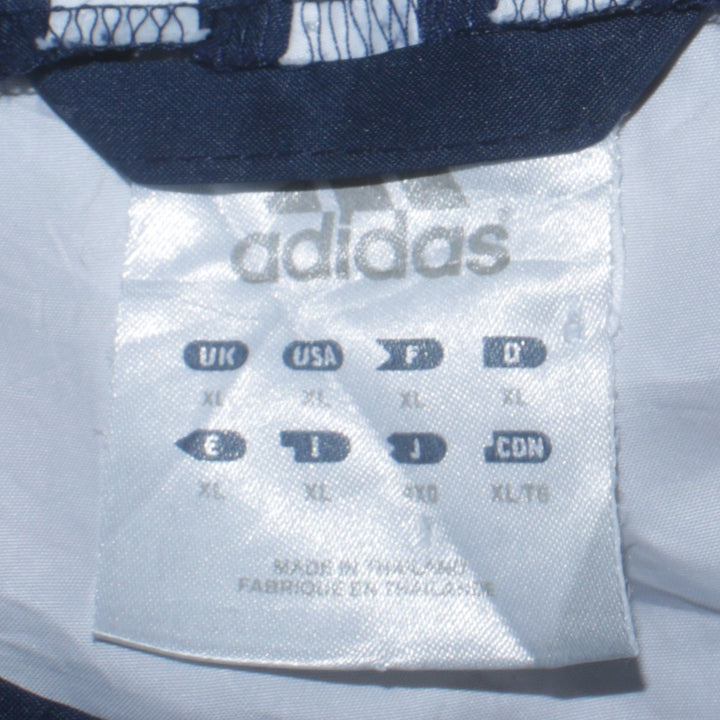 adidas
UK USA F D
XL XL XL XL
E I J CDN
XL XL 4XO XL/TG
MADE IN THAILAND
FABRIQUE EN THAILANDE